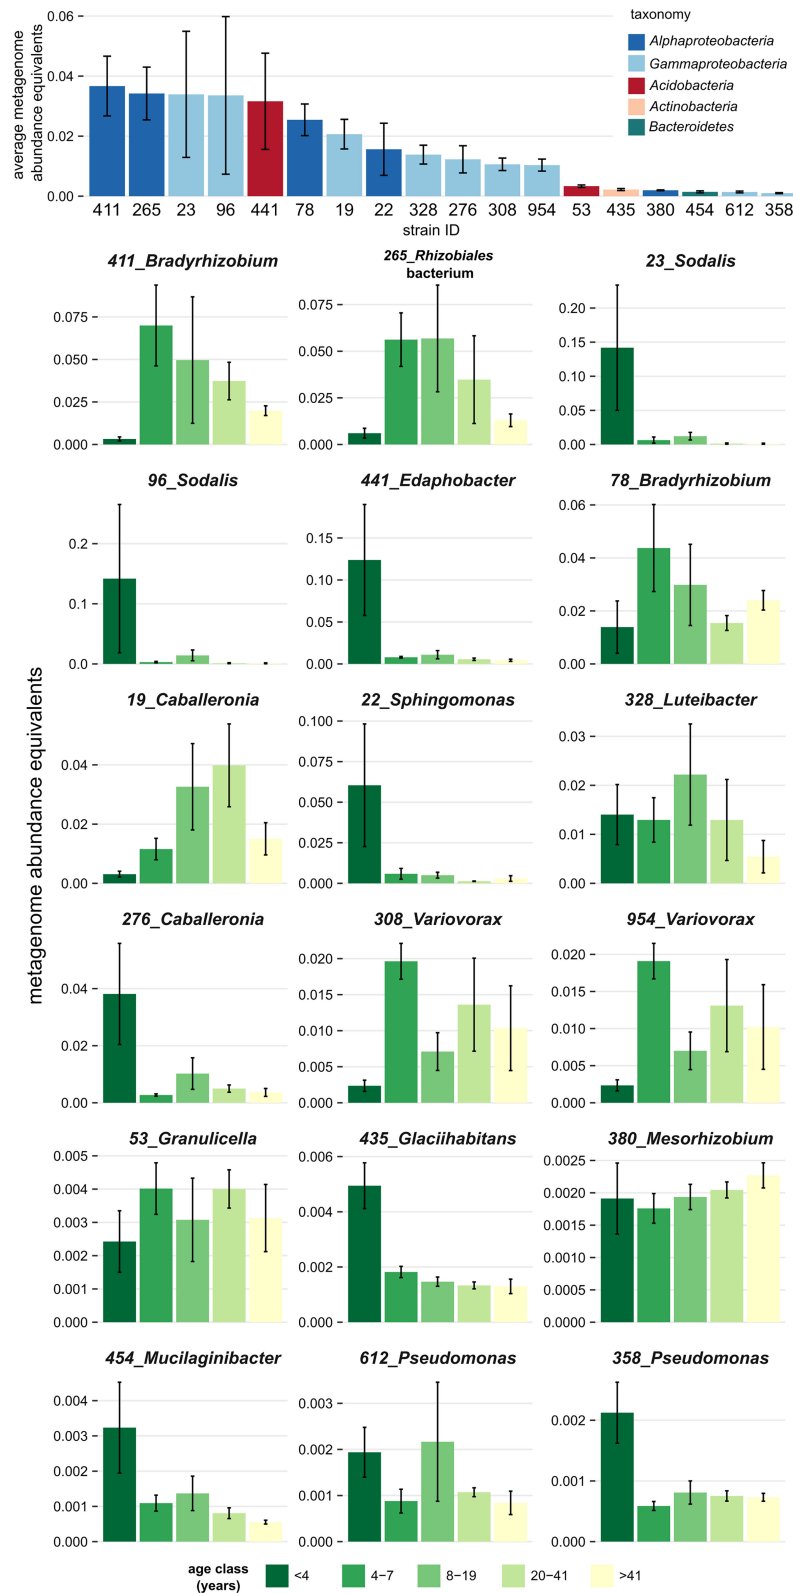 taxonomy
Alphaproteobacteria
Gammaproteobacteria
Acidobacteria
Actinobacteria
Bacteroidetes
average metagenome
abundance equivalents
0.06
0.04
0.02
0.00
411 265 23 96 441 78 19 22 328 276 308 954 53 435 380 454 612 358
strain ID
metagenome abundance equivalents
411_Bradyrhizobium
0.075
0.050
0.025
0.000
265_Rhizobiales
bacterium
0.075
0.050
0.025
0.000
23_Sodalis
0.20
0.15
0.10
0.05
0.00
96_Sodalis
0.2
0.1
0.0
441_Edaphobacter
0.15
0.10
0.05
0.00
78_Bradyrhizobium
0.06
0.04
0.02
0.00
19_Caballeronia
0.04
0.02
0.00
22_Sphingomonas
0.100
0.075
0.050
0.025
0.000
328_Luteibacter
0.03
0.02
0.01
0.00
276_Caballeronia
0.04
0.02
0.00
308_Variovorax
0.020
0.015
0.010
0.005
0.000
954_Variovorax
0.020
0.015
0.010
0.005
0.000
53_Granulicella
0.005
0.004
0.003
0.002
0.001
0.000
435_Glaciihabitans
0.006
0.004
0.002
0.000
380_Mesorhizobium
0.0025
0.0020
0.0015
0.0010
0.0005
0.0000
454_Mucilaginibacter
0.004
0.003
0.002
0.001
0.000
612_Pseudomonas
0.003
0.002
0.001
0.000
358_Pseudomonas
0.002
0.001
0.000
age class
(years)
<4 4−7 8−19 20−41 >41